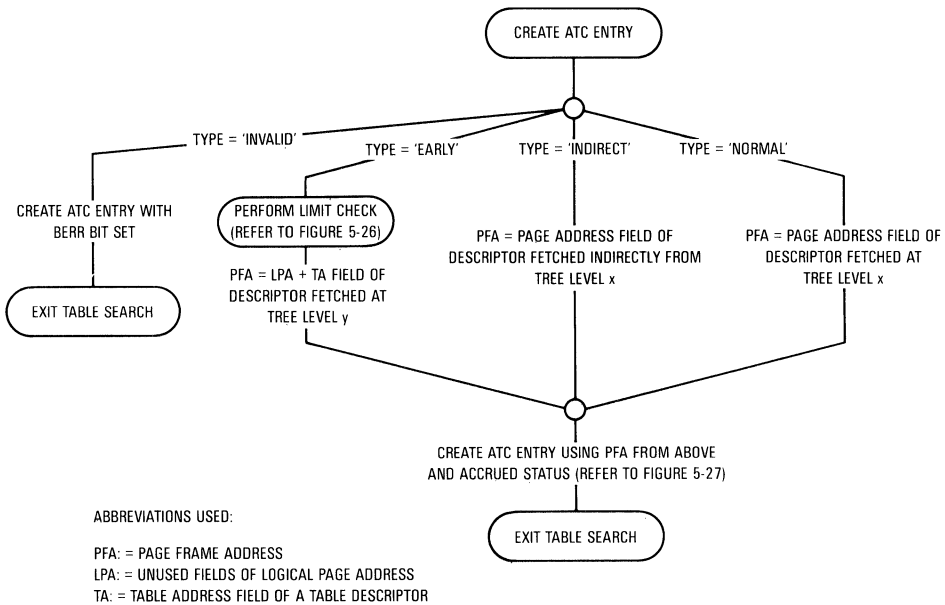 CREATE ATC ENTRY
TYPE = 'INVALID'
TYPE = 'EARLY'
TYPE = 'INDIRECT'
TYPE = 'NORMAL'
CREATE ATC ENTRY WITH
BERR BIT SET
EXIT TABLE SEARCH
PERFORM LIMIT CHECK
(REFER TO FIGURE 5-26)
PFA = LPA + TA FIELD OF
DESCRIPTOR FETCHED AT
TREE LEVEL y
PFA = PAGE ADDRESS FIELD OF
DESCRIPTOR FETCHED INDIRECTLY FROM
TREE LEVEL x
PFA = PAGE ADDRESS FIELD OF
DESCRIPTOR FETCHED AT
TREE LEVEL x
CREATE ATC ENTRY USING PFA FROM ABOVE
AND ACCRUED STATUS (REFER TO FIGURE 5-27)
EXIT TABLE SEARCH
ABBREVIATIONS USED:
PFA: = PAGE FRAME ADDRESS
LPA: = UNUSED FIELDS OF LOGICAL PAGE ADDRESS
TA: = TABLE ADDRESS FIELD OF A TABLE DESCRIPTOR